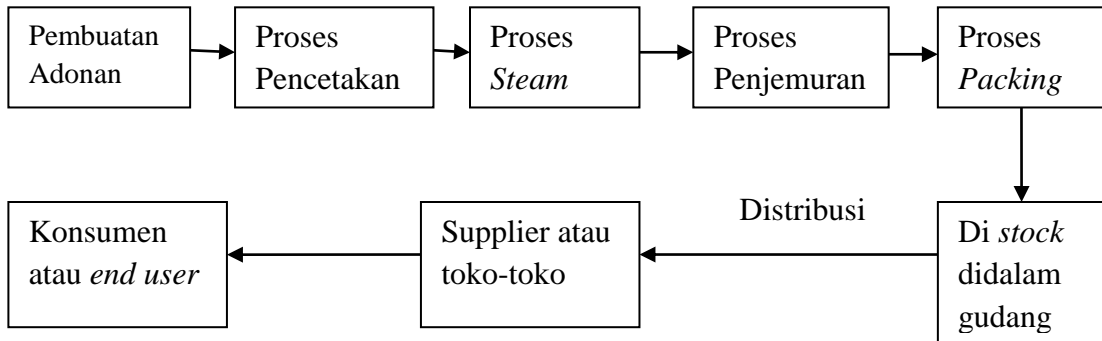 Pembuatan
Adonan
Proses
Pencetakan
Proses
Steam
Proses
Penjemuran
Proses
Packing
Konsumen
atau end user
Supplier atau
toko-toko
Distribusi
Di stock
didalam
gudang